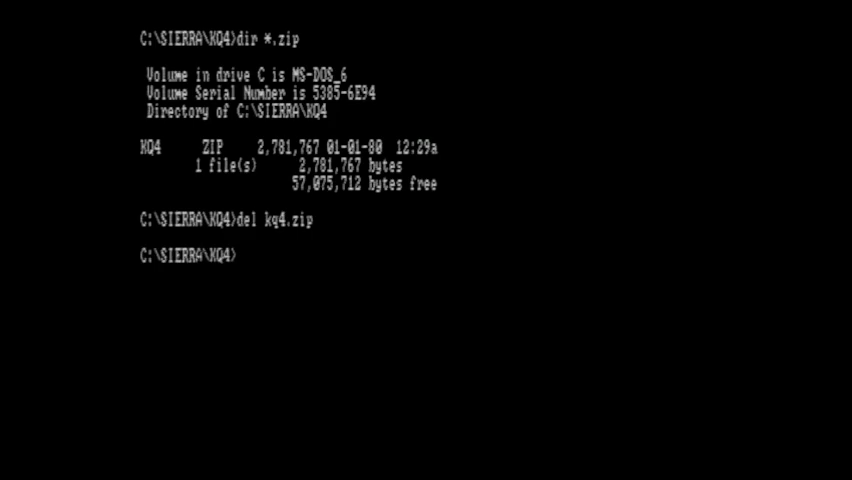 C:\SIERRA\KQ4>dir *.zip
Volume in drive C is MS-DOS_6
Volume Serial Number is 5385-6E94
Directory of C:\SIERRA\KQ4
KQ4 ZIP 2,781,767 01-01-80 12:29a
1 file(s) 2,781,767 bytes
57,075,712 bytes free
C:\SIERRA\KQ4>del kq4.zip
C:\SIERRA\KQ4>